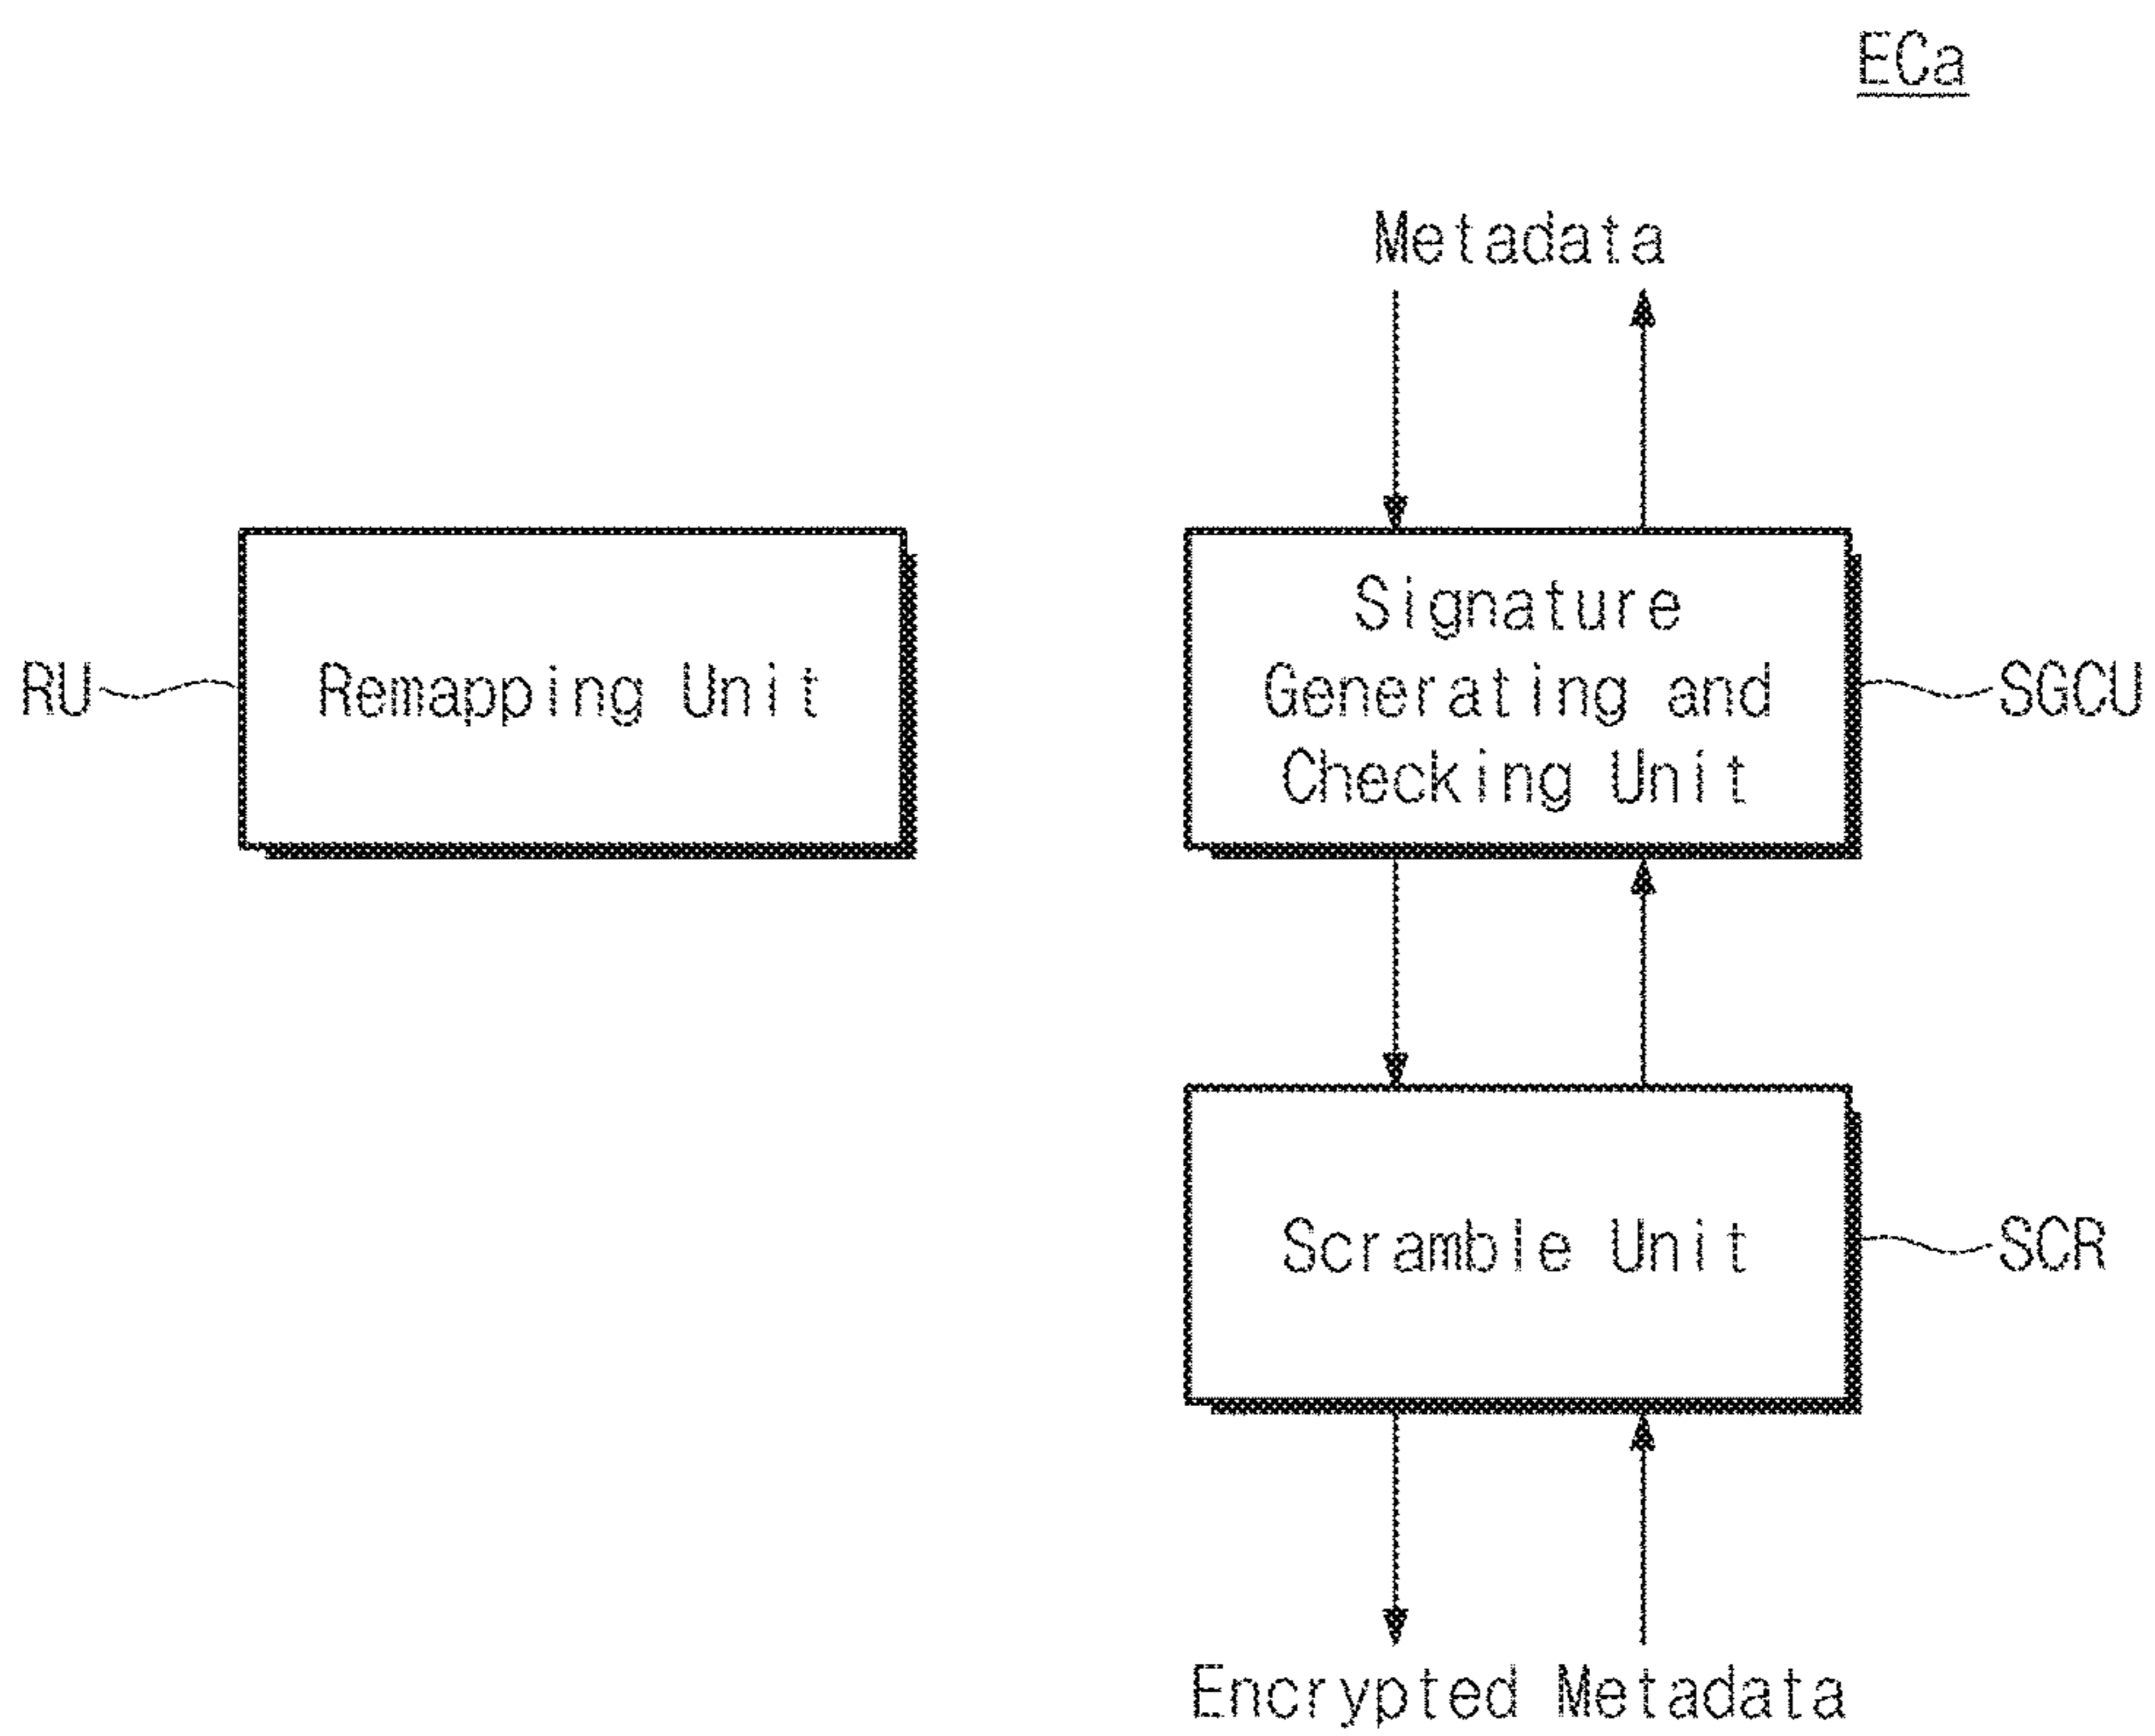 ECa
Metadata
RU
Remapping Unit
Signature
Generating and
Checking Unit
SGCU
Scramble Unit
SCR
Encrypted Metadata